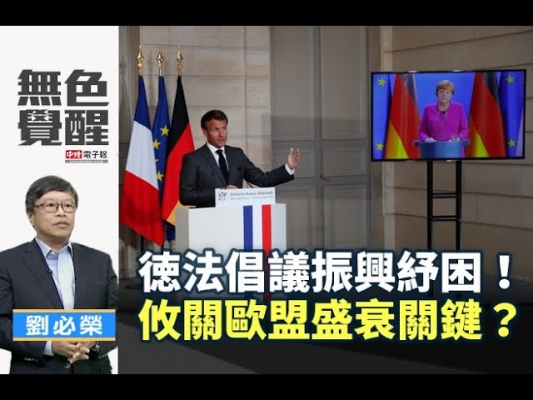 無色
覺醒
中時電子報
劉必榮
德法倡議振興紓困！
攸關歐盟盛衰關鍵？